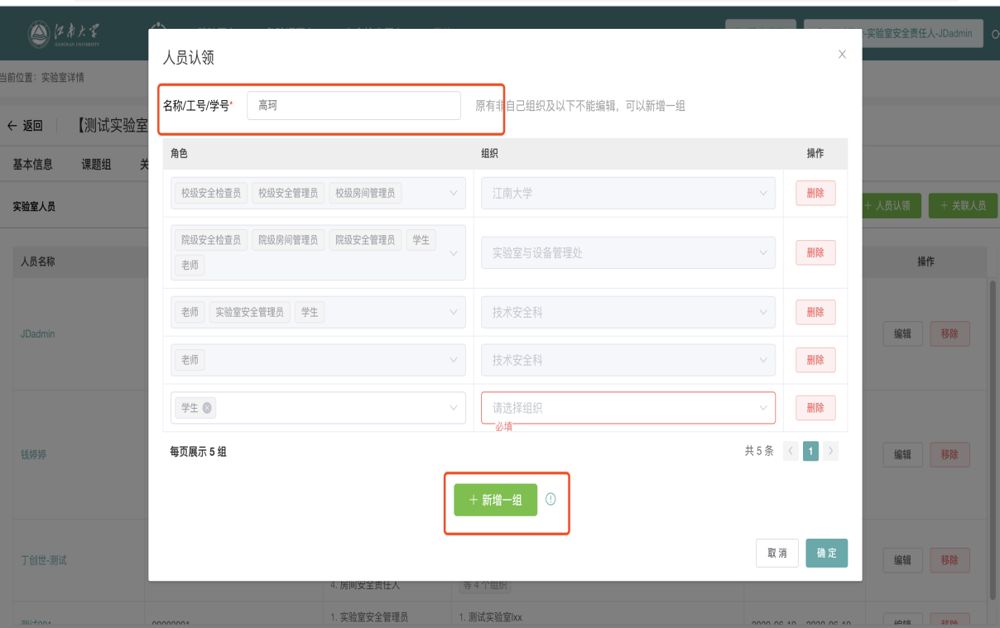 江南大学
JIANGNAN UNIVERSITY
-实验室安全责任人-JDadmin
当前位置：实验室详情
人员认领
名称/工号/学号* 高珂 原有非自己组织及以下不能编辑，可以新增一组
← 返回 【测试实验室
基本信息 课题组 关
角色 组织 操作
校级安全检查员 校级安全管理员 校级房间管理员 江南大学 删除
实验室人员 + 人员认领 + 关联人员
院级安全检查员 院级房间管理员 院级安全管理员 学生
老师 实验室与设备管理处 删除
人员名称 操作
老师 实验室安全管理员 学生 技术安全科 删除
JDadmin 编辑 移除
老师 技术安全科 删除
学生 请选择组织 删除
必填
每页展示 5 组 共 5 条 1
钱婷婷 编辑 移除
+ 新增一组
取消 确定
丁创世-测试 编辑 移除
4. 房间安全责任人 等 4 个组织
测试001 00000001 1. 实验室安全管理员 1. 测试实验室lxx 编辑 移除